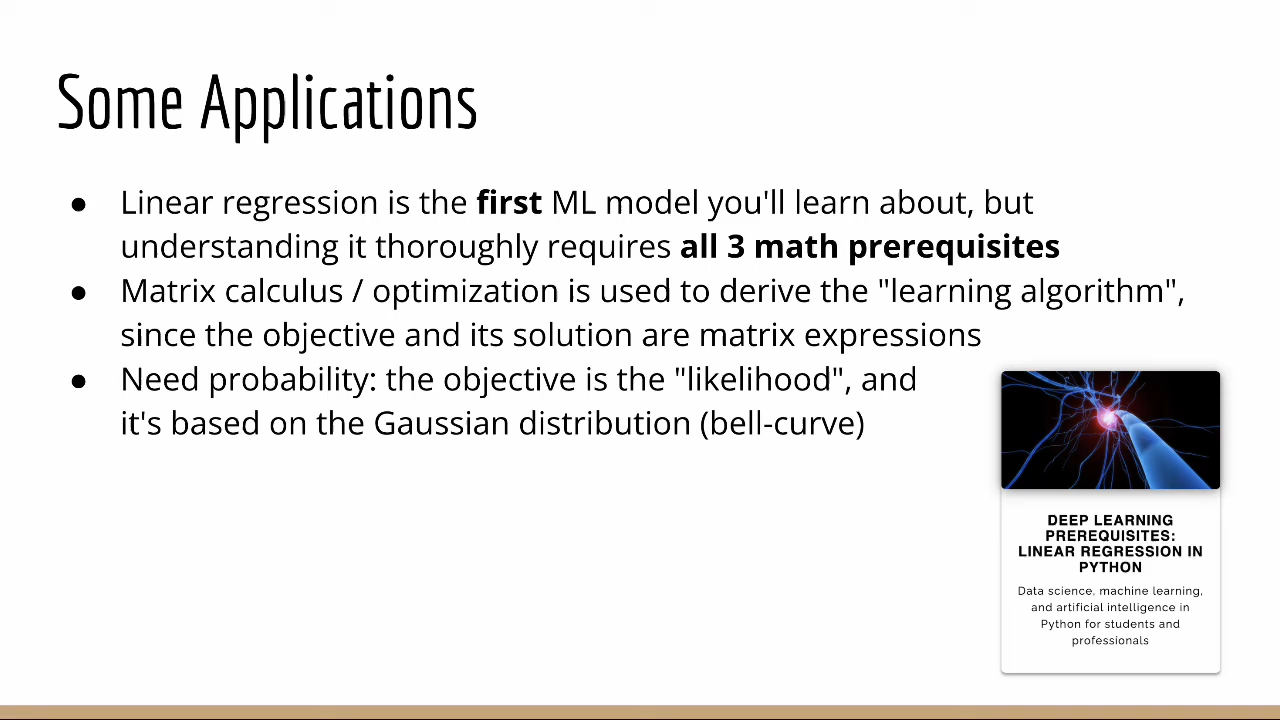 Some Applications
● Linear regression is the first ML model you'll learn about, but
understanding it thoroughly requires all 3 math prerequisites
● Matrix calculus / optimization is used to derive the "learning algorithm",
since the objective and its solution are matrix expressions
● Need probability: the objective is the "likelihood", and
it's based on the Gaussian distribution (bell-curve)
DEEP LEARNING
PREREQUISITES:
LINEAR REGRESSION IN
PYTHON
Data science, machine learning,
and artificial intelligence in
Python for students and
professionals